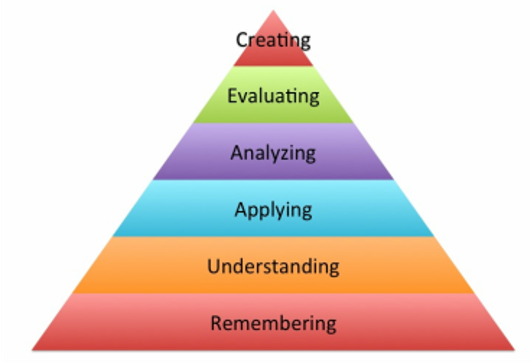 Creating
Evaluating
Analyzing
Applying
Understanding
Remembering